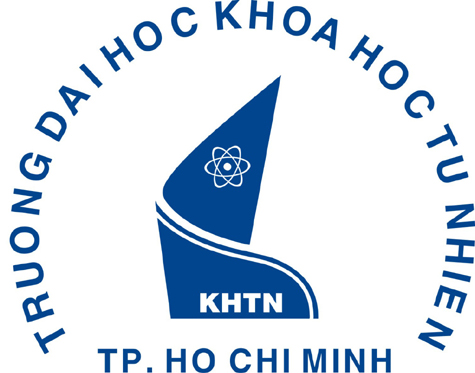 TRUONG DAI HOC KHOA HOC TU NHIEN
KHTN
TP. HO CHI MINH